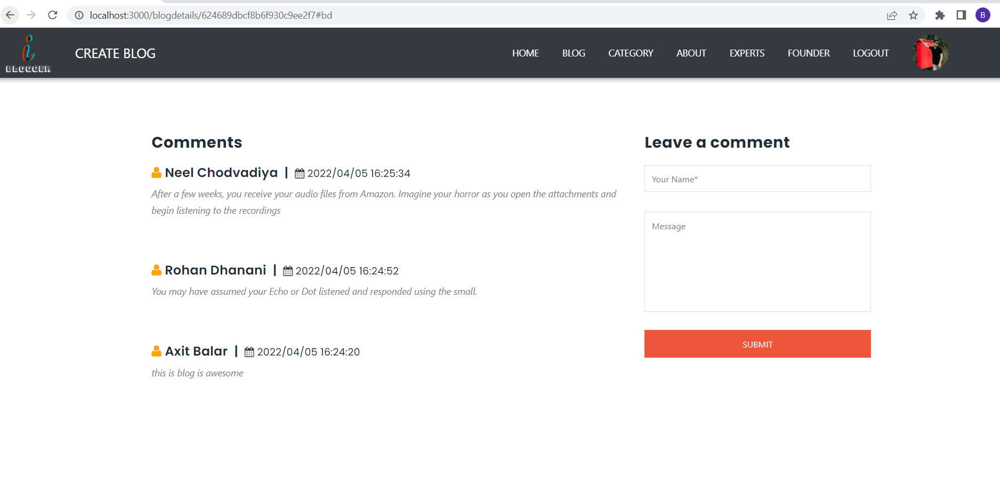 localhost:3000/blogdetails/624689dbcf8b6f930c9ee2f7#bd
B
BLOGGER
CREATE BLOG
HOME
BLOG
CATEGORY
ABOUT
EXPERTS
FOUNDER
LOGOUT
Comments
Neel Chodvadiya | 2022/04/05 16:25:34
After a few weeks, you receive your audio files from Amazon. Imagine your horror as you open the attachments and
begin listening to the recordings
Rohan Dhanani | 2022/04/05 16:24:52
You may have assumed your Echo or Dot listened and responded using the small.
Axit Balar | 2022/04/05 16:24:20
this is blog is awesome
Leave a comment
Your Name*
Message
SUBMIT